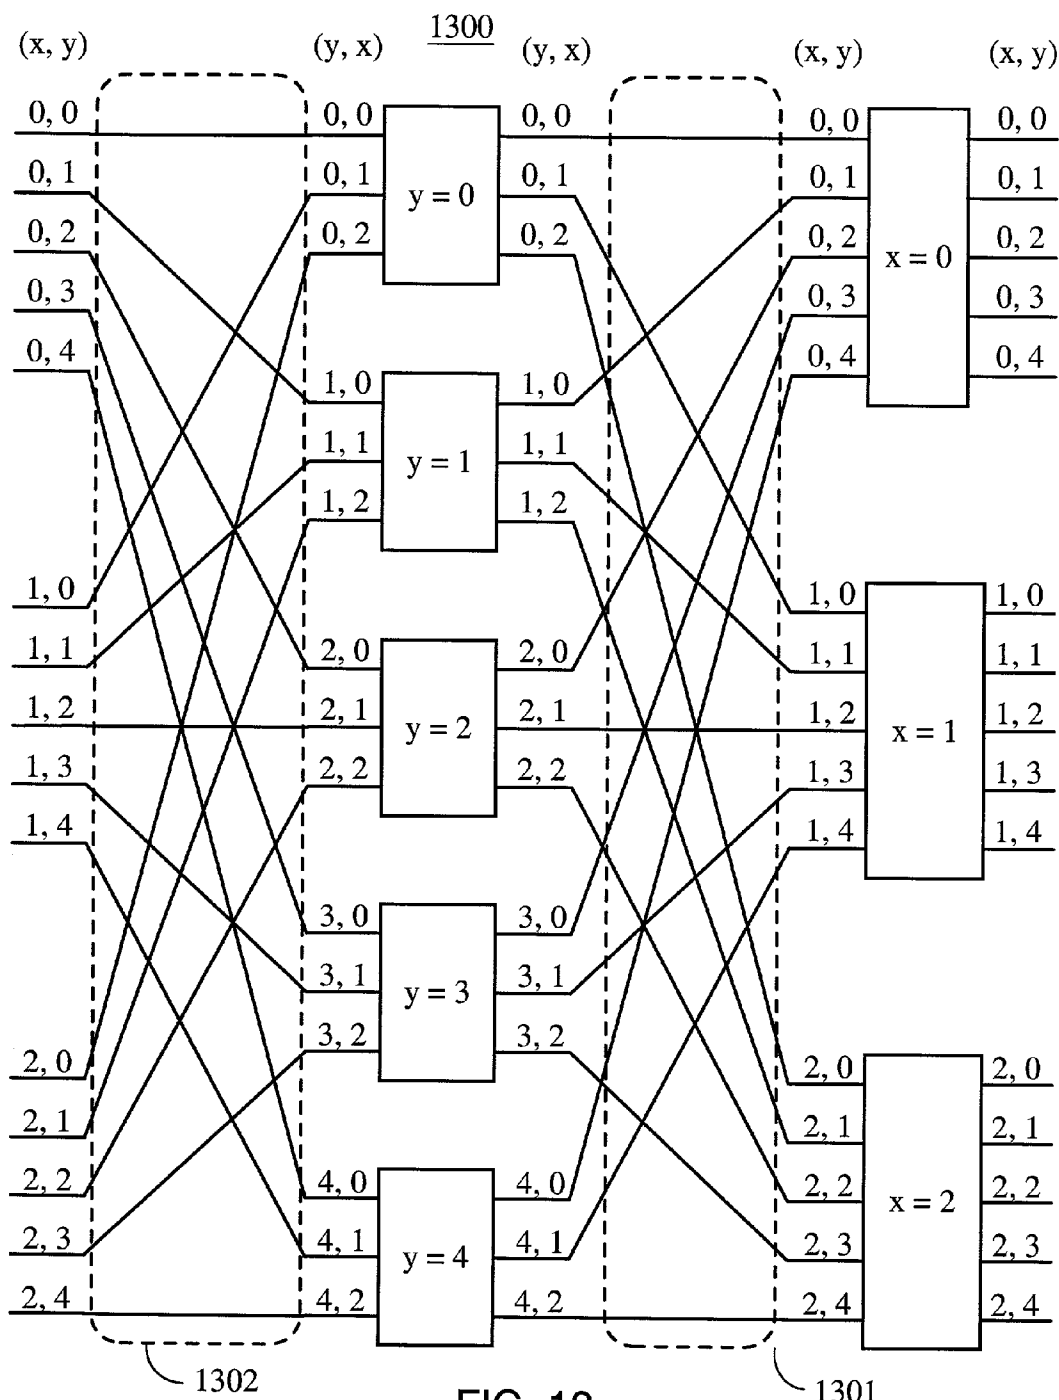 1300
(x, y) (y, x) (y, x) (x, y) (x, y)
0, 0 0, 0 0, 0 0, 0 0, 0
0, 1 0, 1 y = 0 0, 1 0, 1 0, 1
0, 2 0, 2 0, 2 0, 2 x = 0 0, 2
0, 3 0, 3 0, 3
0, 4 1, 0 1, 0 0, 4 0, 4
1, 1 y = 1 1, 1
1, 2 1, 2
1, 0 1, 0 1, 0
1, 1 2, 0 2, 0 1, 1 1, 1
1, 2 2, 1 y = 2 2, 1 1, 2 x = 1 1, 2
1, 3 2, 2 2, 2 1, 3 1, 3
1, 4 1, 4 1, 4
3, 0 3, 0
3, 1 y = 3 3, 1
3, 2 3, 2
2, 0 2, 0 2, 0
2, 1 2, 1 2, 1
2, 2 4, 0 4, 0 2, 2 x = 2 2, 2
2, 3 4, 1 y = 4 4, 1 2, 3 2, 3
2, 4 4, 2 4, 2 2, 4 2, 4
1302 1301